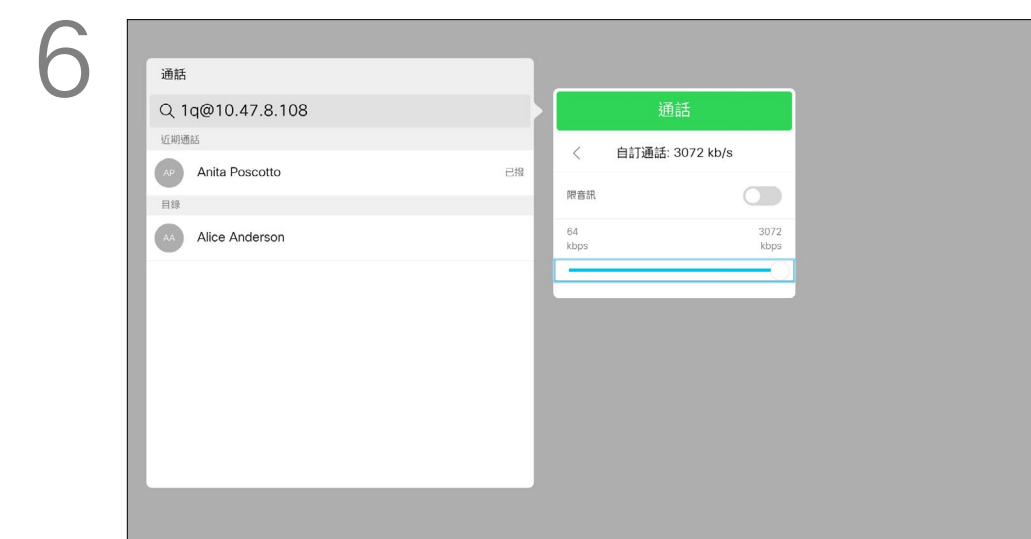 6
通話
1q@10.47.8.108
近期通話
AP Anita Poscotto 已撥
目錄
AA Alice Anderson
通話
自訂通話: 3072 kb/s
限音訊
64 3072
kbps kbps